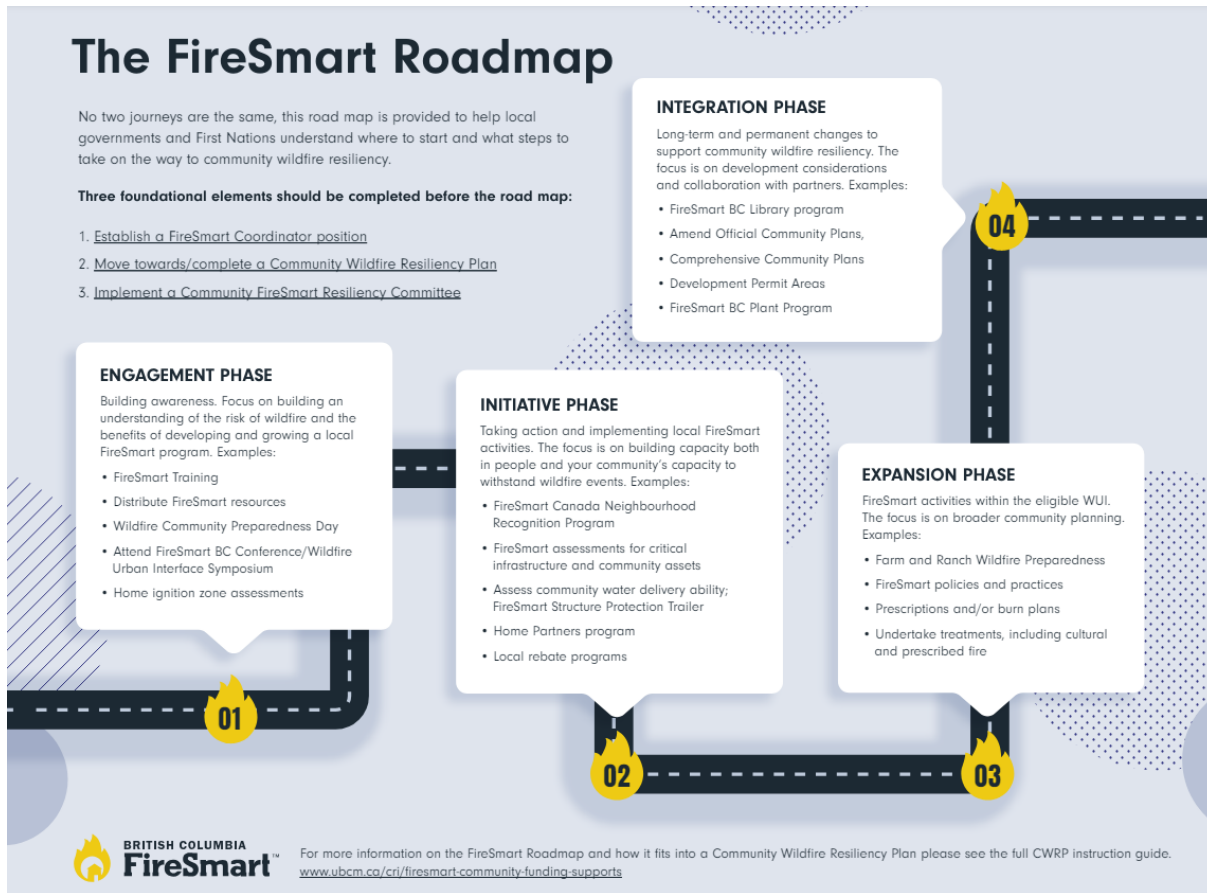 The FireSmart Roadmap
No two journeys are the same, this road map is provided to help local
governments and First Nations understand where to start and what steps to
take on the way to community wildfire resiliency.
Three foundational elements should be completed before the road map:
1. Establish a FireSmart Coordinator position
2. Move towards/complete a Community Wildfire Resiliency Plan
3. Implement a Community FireSmart Resiliency Committee
ENGAGEMENT PHASE
Building awareness. Focus on building an
understanding of the risk of wildfire and the
benefits of developing and growing a local
FireSmart program. Examples:
• FireSmart Training
• Distribute FireSmart resources
• Wildfire Community Preparedness Day
• Attend FireSmart BC Conference/Wildfire
Urban Interface Symposium
• Home ignition zone assessments
01
INITIATIVE PHASE
Taking action and implementing local FireSmart
activities. The focus is on building capacity both
in people and your community's capacity to
withstand wildfire events. Examples:
• FireSmart Canada Neighbourhood
Recognition Program
• FireSmart assessments for critical
infrastructure and community assets
• Assess community water delivery ability;
FireSmart Structure Protection Trailer
• Home Partners program
• Local rebate programs
02
EXPANSION PHASE
FireSmart activities within the eligible WUI.
The focus is on broader community planning.
Examples:
• Farm and Ranch Wildfire Preparedness
• FireSmart policies and practices
• Prescriptions and/or burn plans
• Undertake treatments, including cultural
and prescribed fire
03
INTEGRATION PHASE
Long-term and permanent changes to
support community wildfire resiliency. The
focus is on development considerations
and collaboration with partners. Examples:
• FireSmart BC Library program
• Amend Official Community Plans,
• Comprehensive Community Plans
• Development Permit Areas
• FireSmart BC Plant Program
04
BRITISH COLUMBIA
FireSmart™
For more information on the FireSmart Roadmap and how it fits into a Community Wildfire Resiliency Plan please see the full CWRP instruction guide.
www.ubcm.ca/cri/firesmart-community-funding-supports